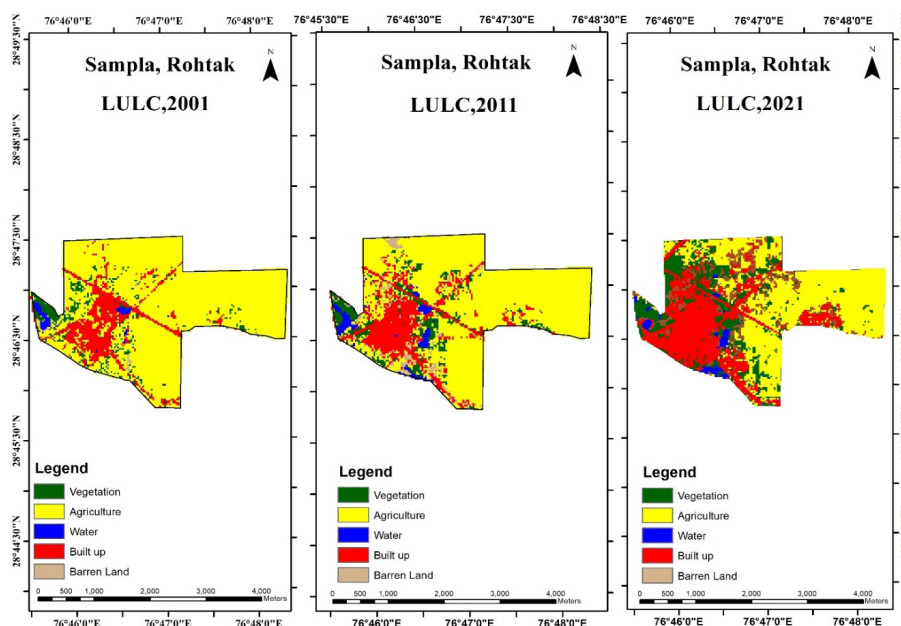 76°46'0"E 76°47'0"E 76°48'0"E
76°45'30"E 76°46'30"E 76°47'30"E 76°48'30"E
76°46'0"E 76°47'0"E 76°48'0"E
28°49'30"N
28°48'30"N
28°47'30"N
28°46'30"N
28°45'30"N
28°44'30"N
N
Sampla, Rohtak
LULC,2001
Legend
Vegetation
Agriculture
Water
Built up
Barren Land
0 500 1,000 2,000 3,000 4,000
Meters
N
Sampla, Rohtak
LULC,2011
Legend
Vegetation
Agriculture
Water
Built up
Barren Land
0 500 1,000 2,000 3,000 4,000
Meters
N
Sampla, Rohtak
LULC,2021
Legend
Vegetation
Agriculture
Water
Built up
Barren Land
0 500 1,000 2,000 3,000 4,000
Meters
76°46'0"E 76°47'0"E 76°48'0"E
76°46'0"E 76°47'0"E 76°48'0"E
76°46'0"E 76°47'0"E 76°48'0"E